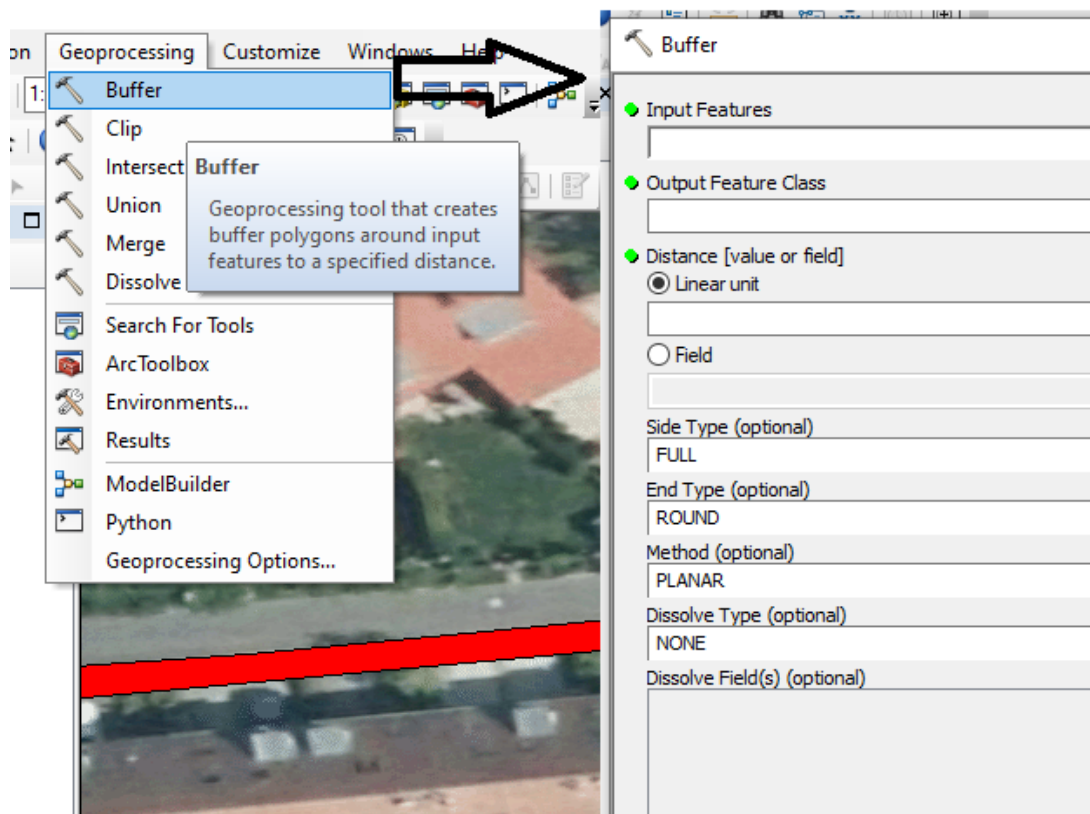 on Geoprocessing Customize Windows Help
1:
Buffer
Clip
Intersect
Union
Merge
Dissolve
Buffer
Geoprocessing tool that creates
buffer polygons around input
features to a specified distance.
Search For Tools
ArcToolbox
Environments...
Results
ModelBuilder
Python
Geoprocessing Options...
Buffer
Input Features
Output Feature Class
Distance [value or field]
Linear unit
Field
Side Type (optional)
FULL
End Type (optional)
ROUND
Method (optional)
PLANAR
Dissolve Type (optional)
NONE
Dissolve Field(s) (optional)